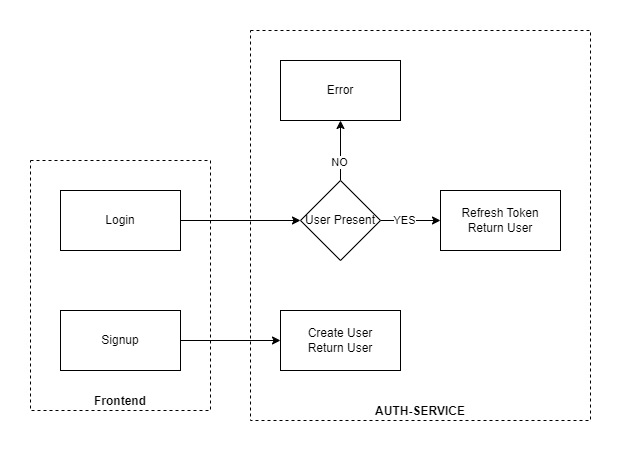 Error
NO
Login
User Present
YES
Refresh Token
Return User
Signup
Create User
Return User
Frontend
AUTH-SERVICE